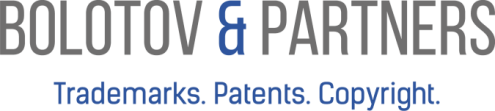 BOLOTOV & PARTNERS
Trademarks. Patents. Copyright.